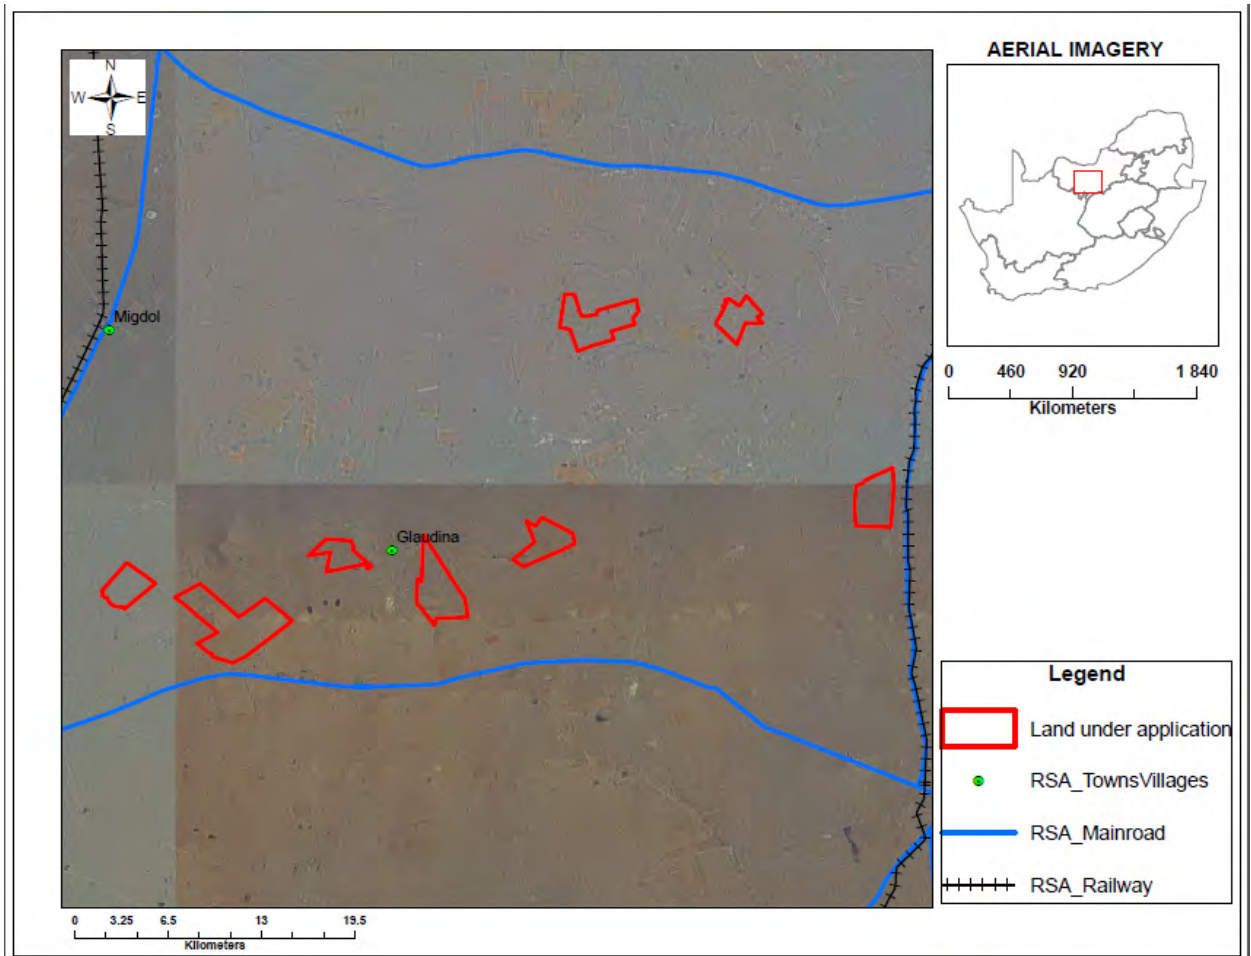 AERIAL IMAGERY
N
W E
S
Migdol
0 460 920 1 840
Kilometers
Glaudina
Legend
Land under application
RSA_TownsVillages
RSA_Mainroad
RSA_Railway
0 3.25 6.5 13 19.5
Kilometers